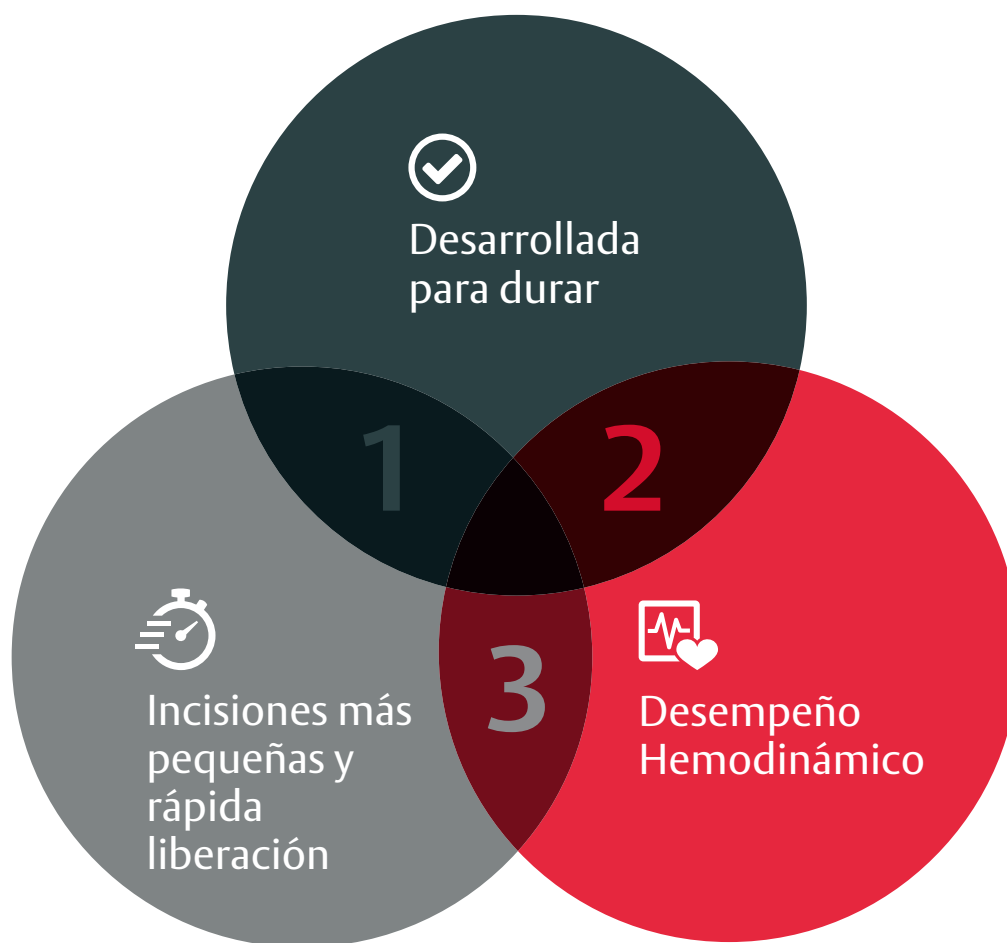 Desarrollada
para durar
1
2
3
Incisiones más
pequeñas y
rápida
liberación
Desempeño
Hemodinámico